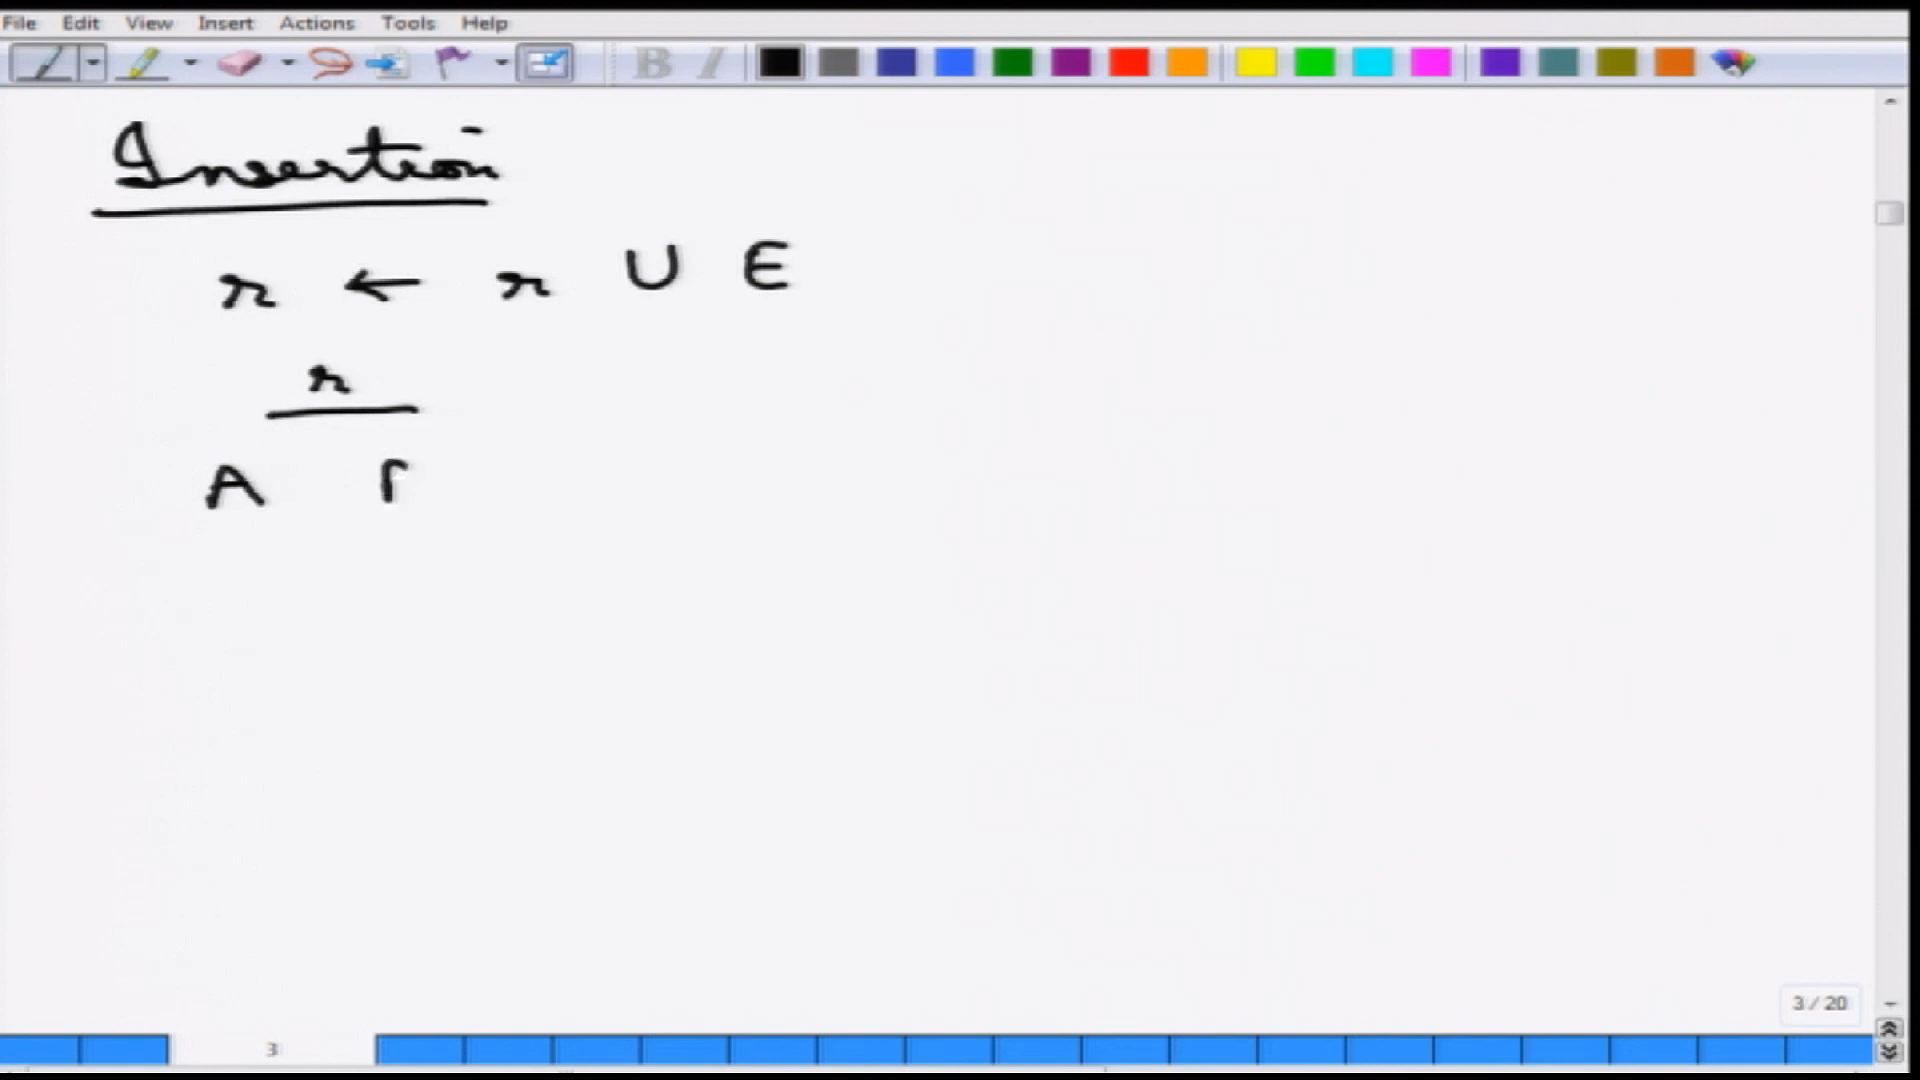 File Edit View Insert Actions Tools Help
B I
Insertion
r ← r ∪ E
r
A
3 / 20
3